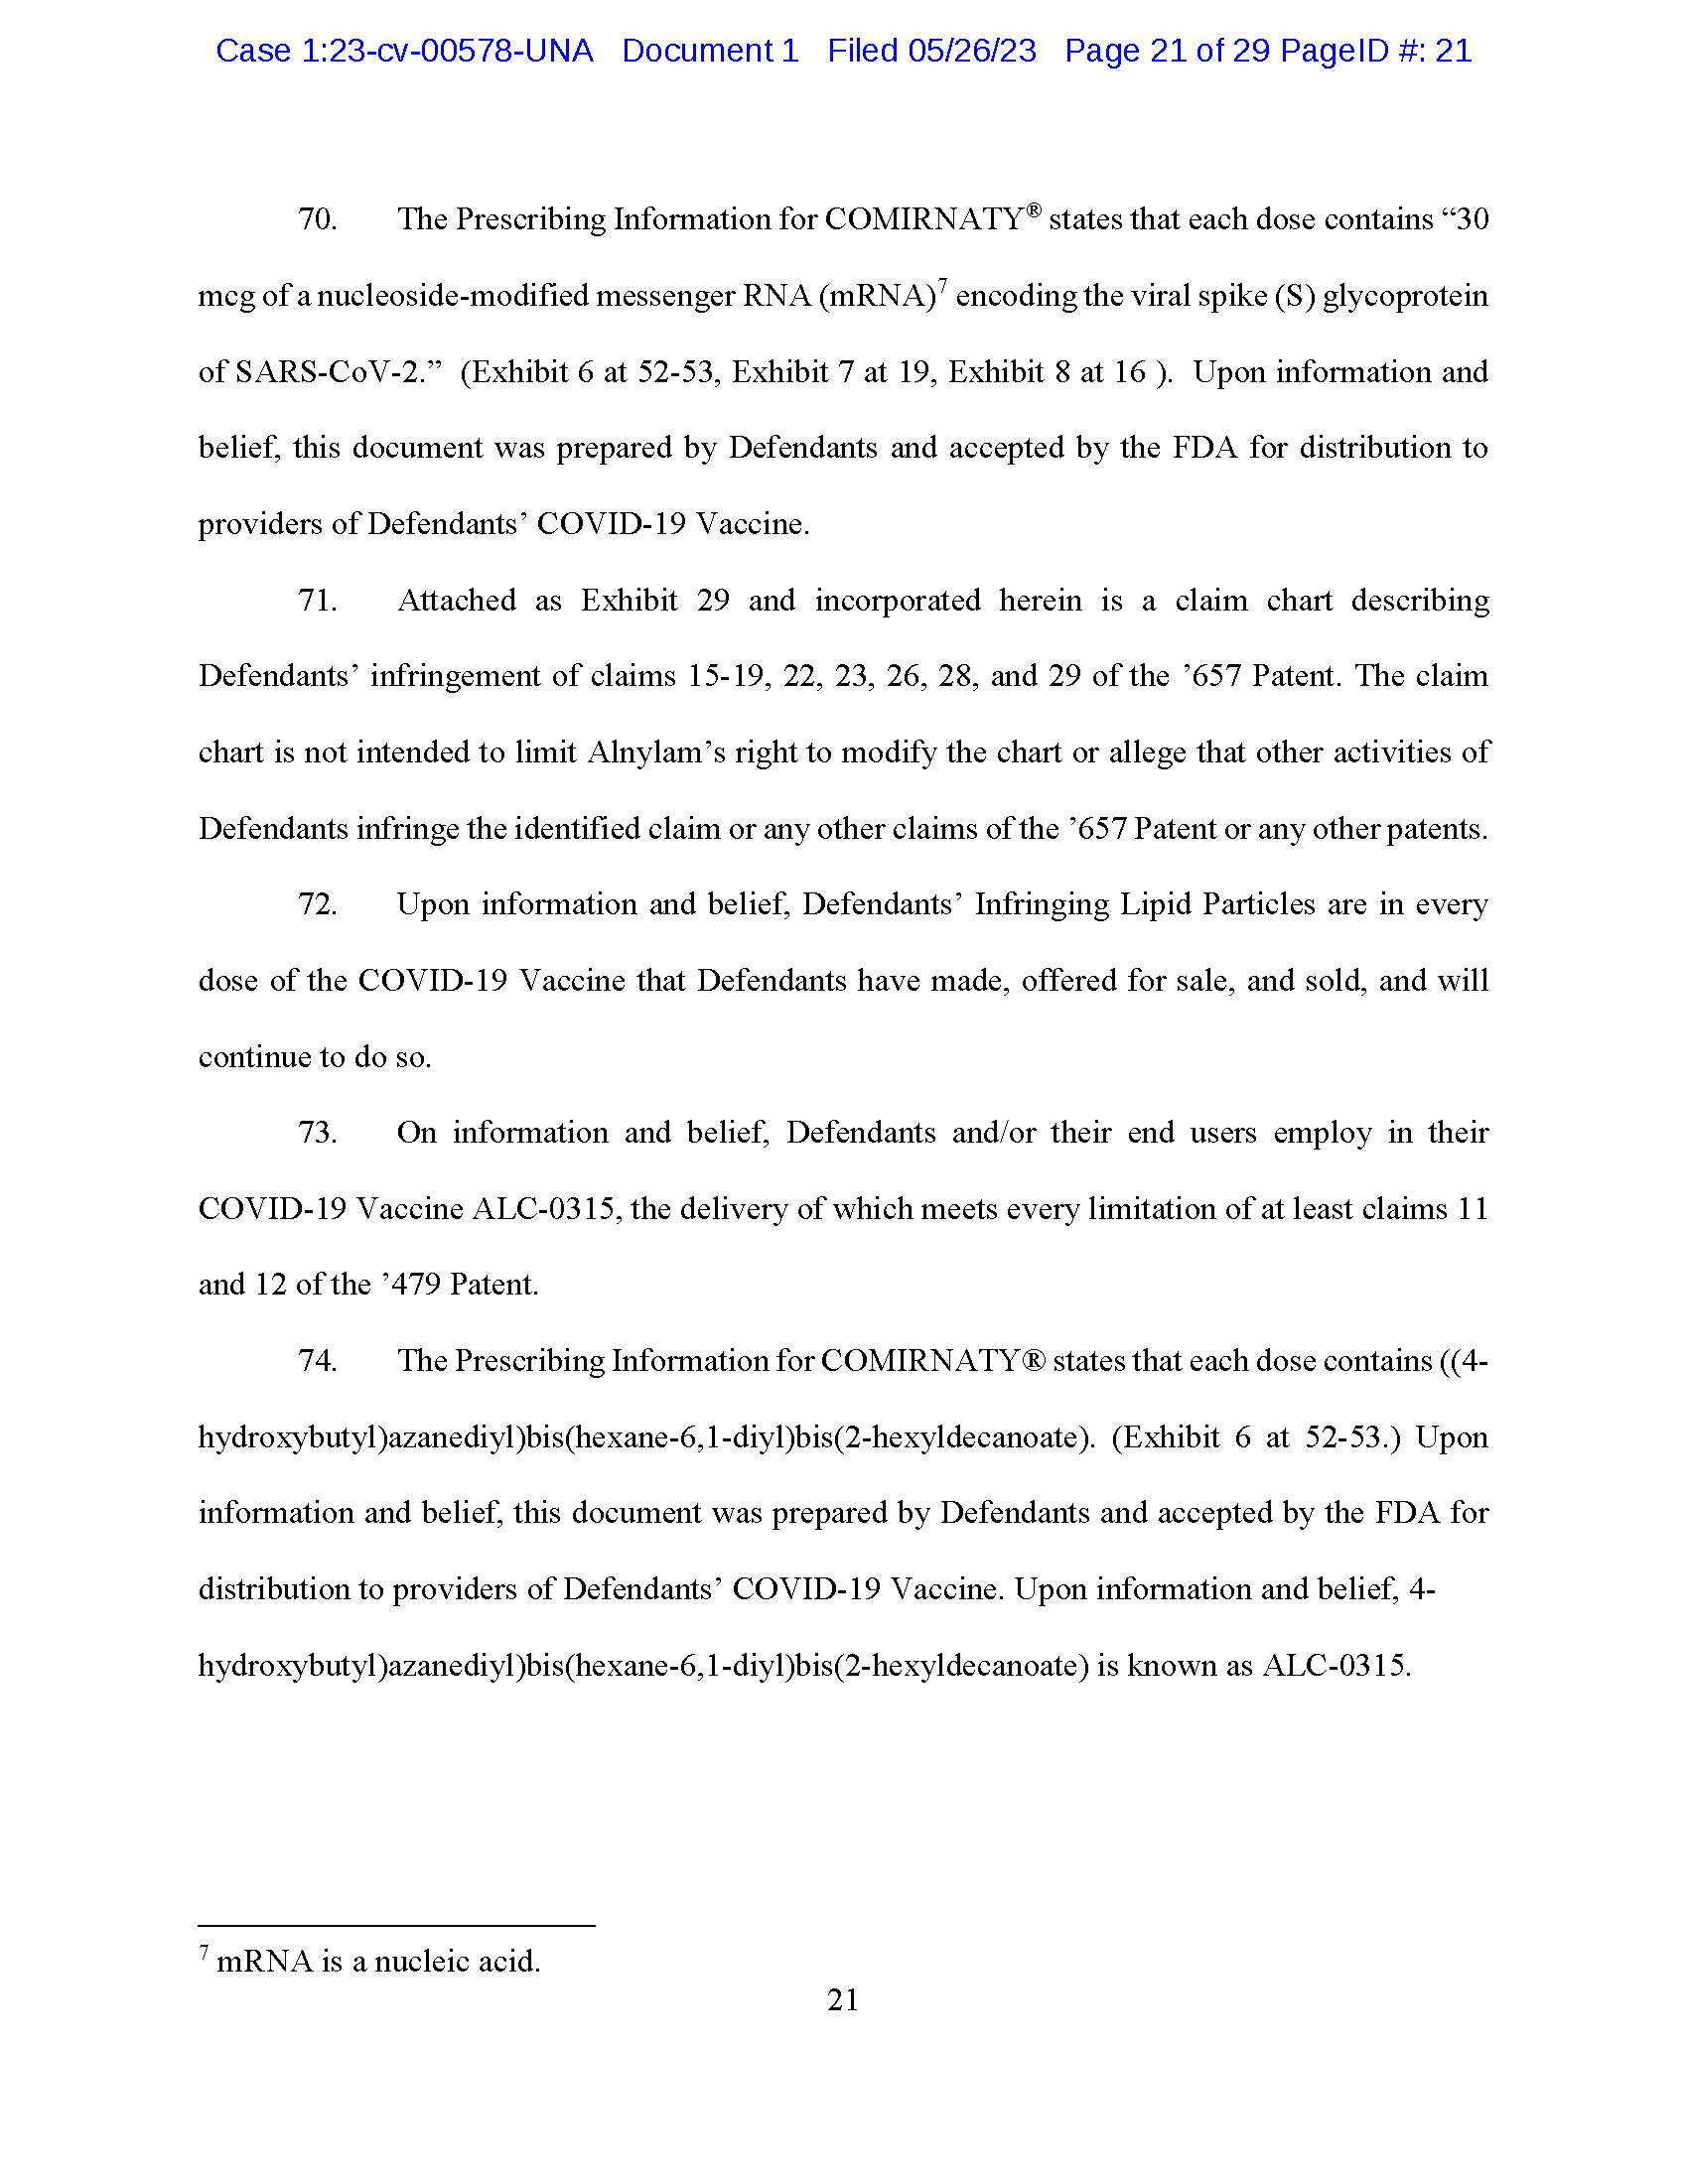 Case 1:23-cv-00578-UNA Document 1 Filed 05/26/23 Page 21 of 29 PageID #: 21
70. The Prescribing Information for COMIRNATY® states that each dose contains “30
mcg of a nucleoside-modified messenger RNA (mRNA)7 encoding the viral spike (S) glycoprotein
of SARS-CoV-2.” (Exhibit 6 at 52-53, Exhibit 7 at 19, Exhibit 8 at 16 ). Upon information and
belief, this document was prepared by Defendants and accepted by the FDA for distribution to
providers of Defendants’ COVID-19 Vaccine.
71. Attached as Exhibit 29 and incorporated herein is a claim chart describing
Defendants’ infringement of claims 15-19, 22, 23, 26, 28, and 29 of the ’657 Patent. The claim
chart is not intended to limit Alnylam’s right to modify the chart or allege that other activities of
Defendants infringe the identified claim or any other claims of the ’657 Patent or any other patents.
72. Upon information and belief, Defendants’ Infringing Lipid Particles are in every
dose of the COVID-19 Vaccine that Defendants have made, offered for sale, and sold, and will
continue to do so.
73. On information and belief, Defendants and/or their end users employ in their
COVID-19 Vaccine ALC-0315, the delivery of which meets every limitation of at least claims 11
and 12 of the ’479 Patent.
74. The Prescribing Information for COMIRNATY® states that each dose contains ((4-
hydroxybutyl)azanediyl)bis(hexane-6,1-diyl)bis(2-hexyldecanoate). (Exhibit 6 at 52-53.) Upon
information and belief, this document was prepared by Defendants and accepted by the FDA for
distribution to providers of Defendants’ COVID-19 Vaccine. Upon information and belief, 4-
hydroxybutyl)azanediyl)bis(hexane-6,1-diyl)bis(2-hexyldecanoate) is known as ALC-0315.
7 mRNA is a nucleic acid.
21